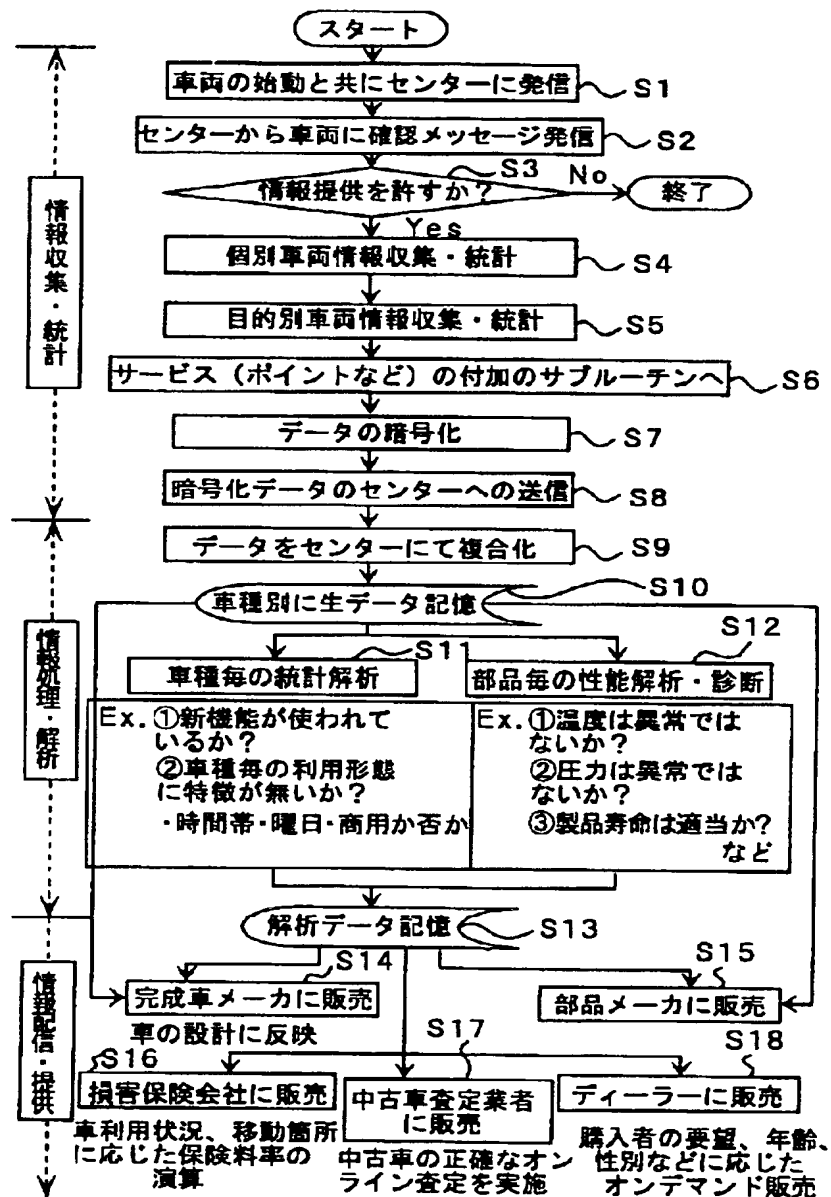 スタート
車両の始動と共にセンターに発信
S1
センターから車両に確認メッセージ発信
S2
S3
情報提供を許すか?
No
終了
Yes
個別車両情報収集・統計
S4
目的別車両情報収集・統計
S5
サービス(ポイントなど)の付加のサブルーチンへ
S6
データの暗号化
S7
暗号化データのセンターへの送信
S8
情報収集・統計
データをセンターにて複合化
S9
車種別に生データ記憶
S10
S11
車種毎の統計解析
S12
部品毎の性能解析・診断
Ex.①新機能が使われて
いるか?
②車種毎の利用形態
に特徴が無いか?
・時間帯・曜日・商用か否か
Ex.①温度は異常では
ないか?
②圧力は異常では
ないか?
③製品寿命は適当か?
など
情報処理・解析
解析データ記憶
S13
S14
完成車メーカに販売
車の設計に反映
S15
部品メーカに販売
S16
損害保険会社に販売
車利用状況、移動箇所
に応じた保険料率の
演算
S17
中古車査定業者
に販売
中古車の正確なオン
ライン査定を実施
S18
ディーラーに販売
購入者の要望、年齢、
性別などに応じた
オンデマンド販売
情報配信・提供